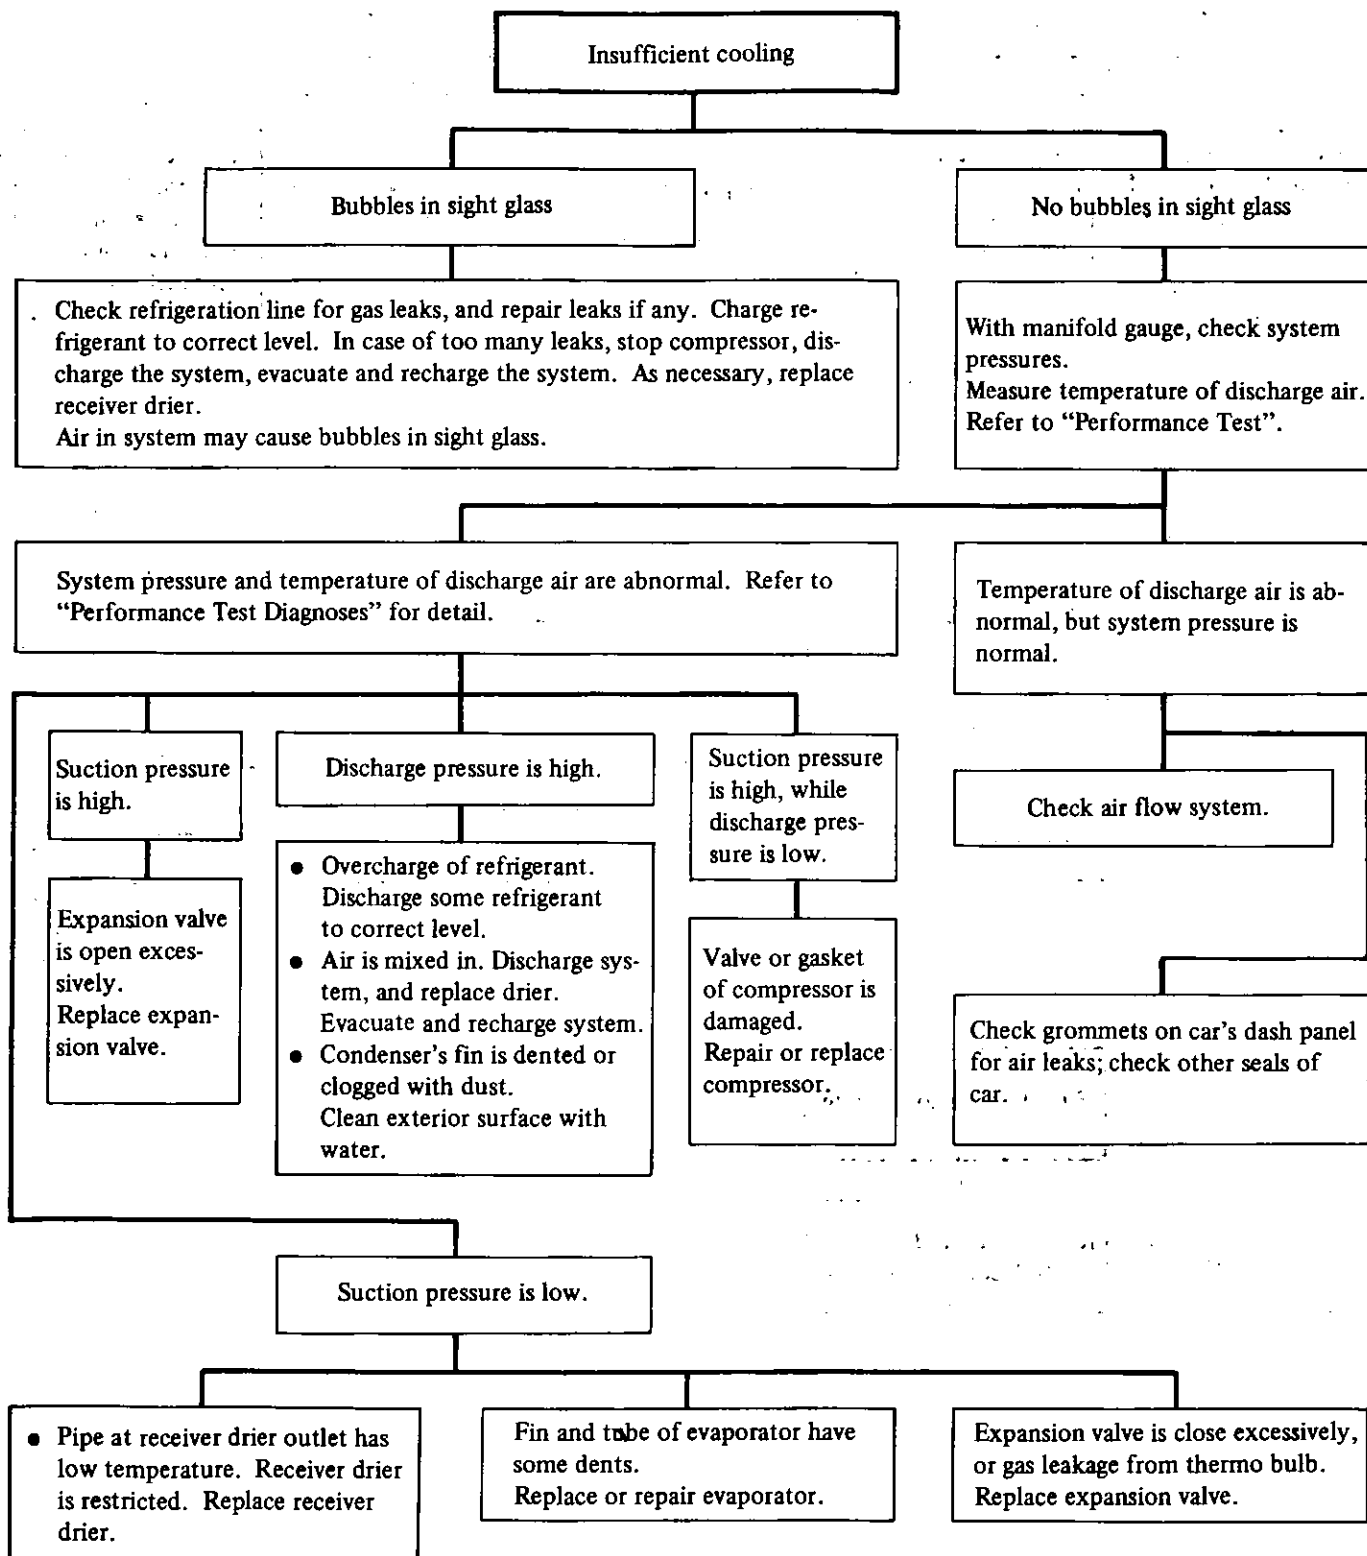 Insufficient cooling
Bubbles in sight glass
No bubbles in sight glass
Check refrigeration line for gas leaks, and repair leaks if any. Charge re-
frigerant to correct level. In case of too many leaks, stop compressor, dis-
charge the system, evacuate and recharge the system. As necessary, replace
receiver drier.
Air in system may cause bubbles in sight glass.
With manifold gauge, check system
pressures.
Measure temperature of discharge air.
Refer to “Performance Test”.
System pressure and temperature of discharge air are abnormal. Refer to
“Performance Test Diagnoses” for detail.
Temperature of discharge air is ab-
normal, but system pressure is
normal.
Suction pressure
is high.
Discharge pressure is high.
Suction pressure
is high, while
discharge pres-
sure is low.
Check air flow system.
Expansion valve
is open exces-
sively.
Replace expan-
sion valve.
● Overcharge of refrigerant.
Discharge some refrigerant
to correct level.
● Air is mixed in. Discharge sys-
tem, and replace drier.
Evacuate and recharge system.
● Condenser’s fin is dented or
clogged with dust.
Clean exterior surface with
water.
Valve or gasket
of compressor is
damaged.
Repair or replace
compressor.
Check grommets on car’s dash panel
for air leaks; check other seals of
car.
Suction pressure is low.
● Pipe at receiver drier outlet has
low temperature. Receiver drier
is restricted. Replace receiver
drier.
Fin and tube of evaporator have
some dents.
Replace or repair evaporator.
Expansion valve is close excessively,
or gas leakage from thermo bulb.
Replace expansion valve.